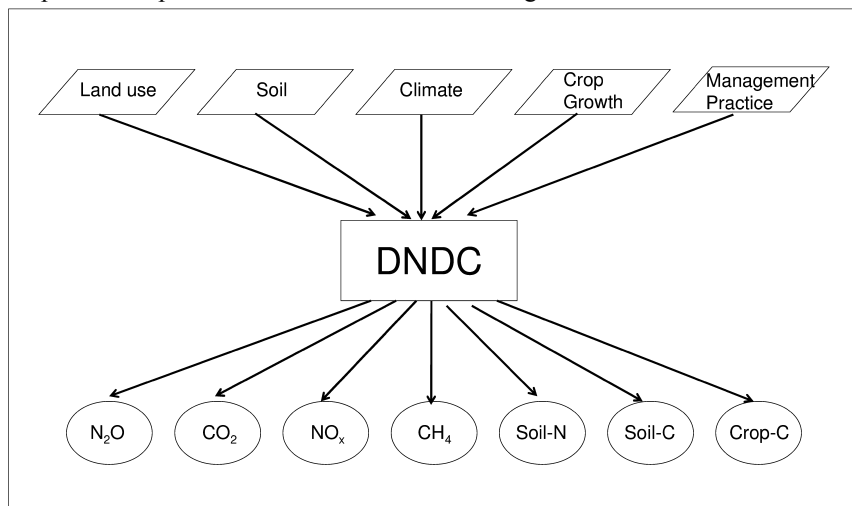 Land use
Soil
Climate
Crop
Growth
Management
Practice
DNDC
N₂O
CO₂
NOₓ
CH₄
Soil-N
Soil-C
Crop-C